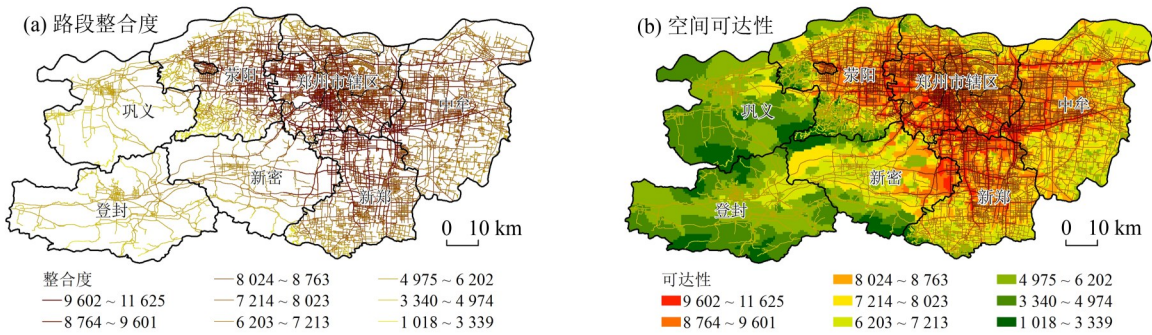 (a) 路段整合度
荥阳
郑州市辖区
中牟
巩义
新密
新郑
登封
0 10 km
整合度
9 602 ~ 11 625
8 764 ~ 9 601
8 024 ~ 8 763
7 214 ~ 8 023
6 203 ~ 7 213
4 975 ~ 6 202
3 340 ~ 4 974
1 018 ~ 3 339
(b) 空间可达性
荥阳
郑州市辖区
中牟
巩义
新密
新郑
登封
0 10 km
可达性
9 602 ~ 11 625
8 764 ~ 9 601
8 024 ~ 8 763
7 214 ~ 8 023
6 203 ~ 7 213
4 975 ~ 6 202
3 340 ~ 4 974
1 018 ~ 3 339